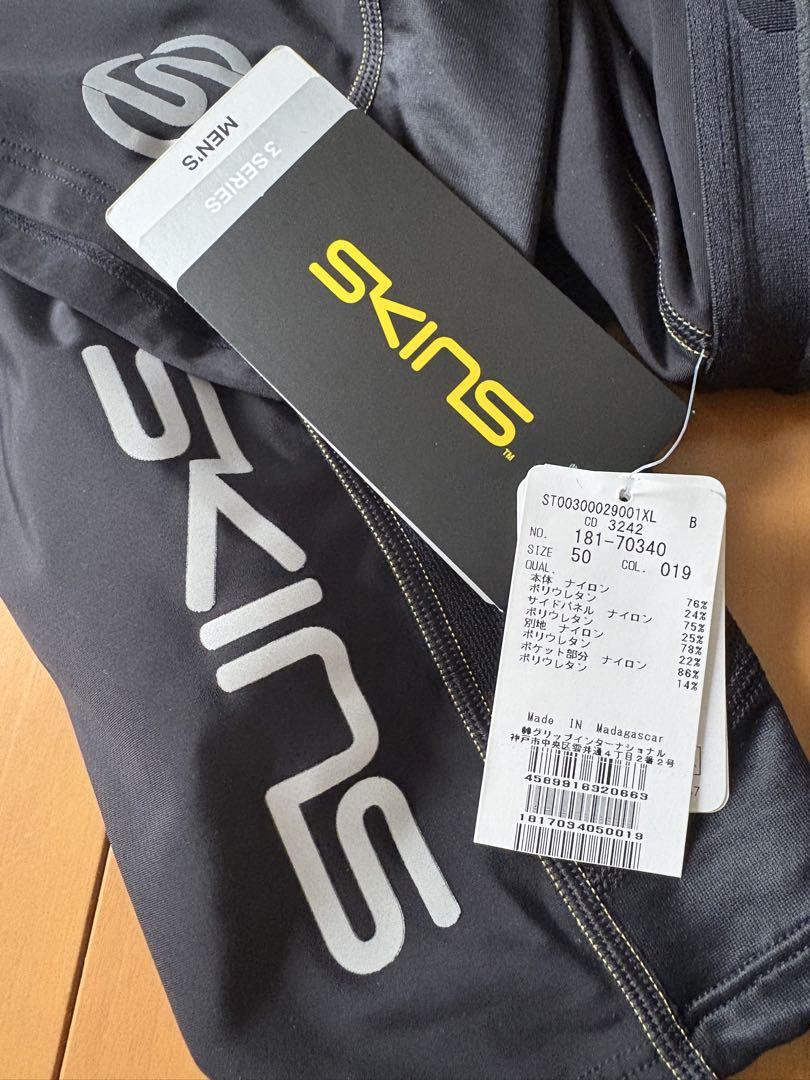 MEN'S
3 SERIES
SKINS
TM
SKINS
ST00300029001XL B
CD 3242
NO. 181-70340
SIZE 50 COL. 019
QUAL.
本体 ナイロン 76%
ポリウレタン 24%
サイドパネル ナイロン 75%
ポリウレタン 25%
別地 ナイロン 78%
ポリウレタン 22%
ポケット部分 ナイロン 86%
ポリウレタン 14%
Made IN Madagascar
グリップインターナショナル
神戸市中央区雲井通4丁目2番2号
4589916320663
1817034050019
7